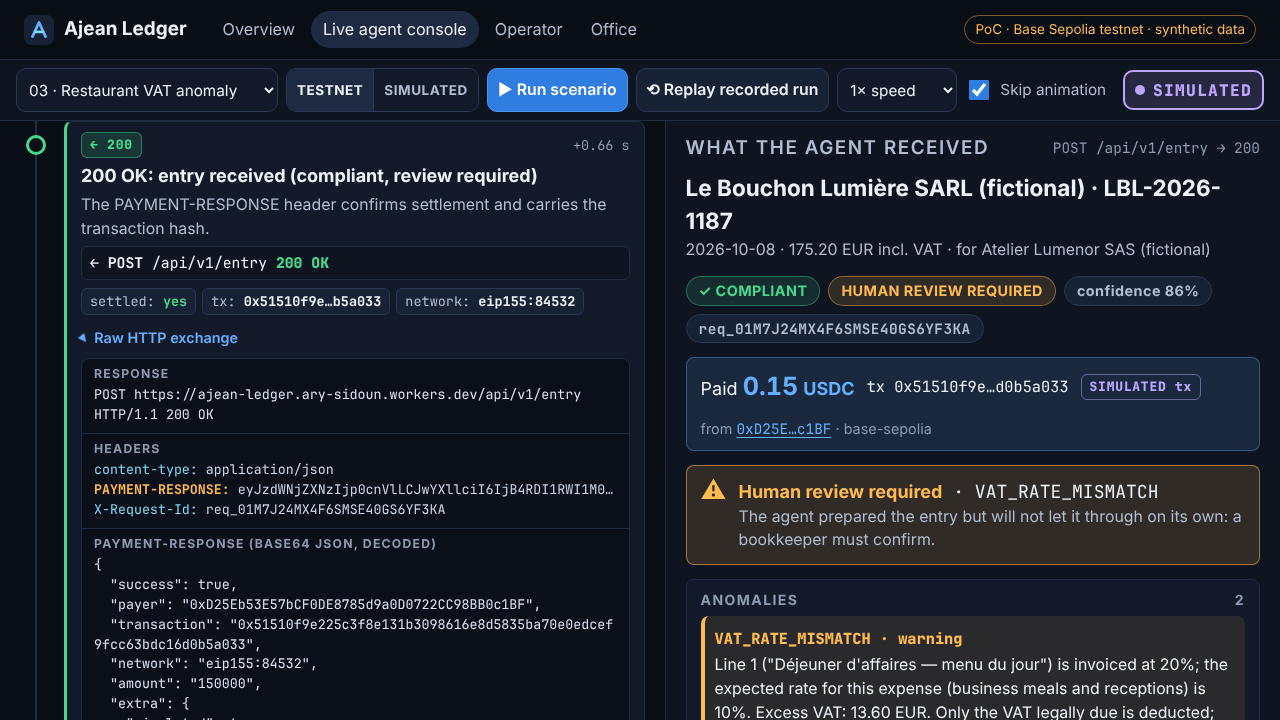 Ajean Ledger
Overview
Live agent console
Operator
Office
PoC · Base Sepolia testnet · synthetic data
03 · Restaurant VAT anomaly
TESTNET
SIMULATED
▶ Run scenario
⟲ Replay recorded run
1× speed
Skip animation
SIMULATED
← 200
+0.66 s
200 OK: entry received (compliant, review required)
The PAYMENT-RESPONSE header confirms settlement and carries the
transaction hash.
← POST /api/v1/entry 200 OK
settled: yes
tx: 0x51510f9e…b5a033
network: eip155:84532
Raw HTTP exchange
RESPONSE
POST https://ajean-ledger.ary-sidoun.workers.dev/api/v1/entry
HTTP/1.1 200 OK
HEADERS
content-type: application/json
PAYMENT-RESPONSE: eyJzdWNjZXNzIjp0cnVlLCJwYXllciI6IjB4RDI1RWI1M0…
X-Request-Id: req_01M7J24MX4F6SMSE40GS6YF3KA
PAYMENT-RESPONSE (BASE64 JSON, DECODED)
{
"success": true,
"payer": "0xD25Eb53E57bCF0DE8785d9a0D0722CC98BB0c1BF",
"transaction": "0x51510f9e225c3f8e131b3098616e8d5835ba70e0edcef
9fcc63bdc16d0b5a033",
"network": "eip155:84532",
"amount": "150000",
"extra": {
WHAT THE AGENT RECEIVED
POST /api/v1/entry → 200
Le Bouchon Lumière SARL (fictional) · LBL-2026-
1187
2026-10-08 · 175.20 EUR incl. VAT · for Atelier Lumenor SAS (fictional)
✓ COMPLIANT
HUMAN REVIEW REQUIRED
confidence 86%
req_01M7J24MX4F6SMSE40GS6YF3KA
Paid 0.15 USDC tx 0x51510f9e…d0b5a033 SIMULATED tx
from 0xD25E…c1BF · base-sepolia
Human review required · VAT_RATE_MISMATCH
The agent prepared the entry but will not let it through on its own: a
bookkeeper must confirm.
ANOMALIES
2
VAT_RATE_MISMATCH · warning
Line 1 ("Déjeuner d'affaires — menu du jour") is invoiced at 20%; the
expected rate for this expense (business meals and receptions) is
10%. Excess VAT: 13.60 EUR. Only the VAT legally due is deducted;